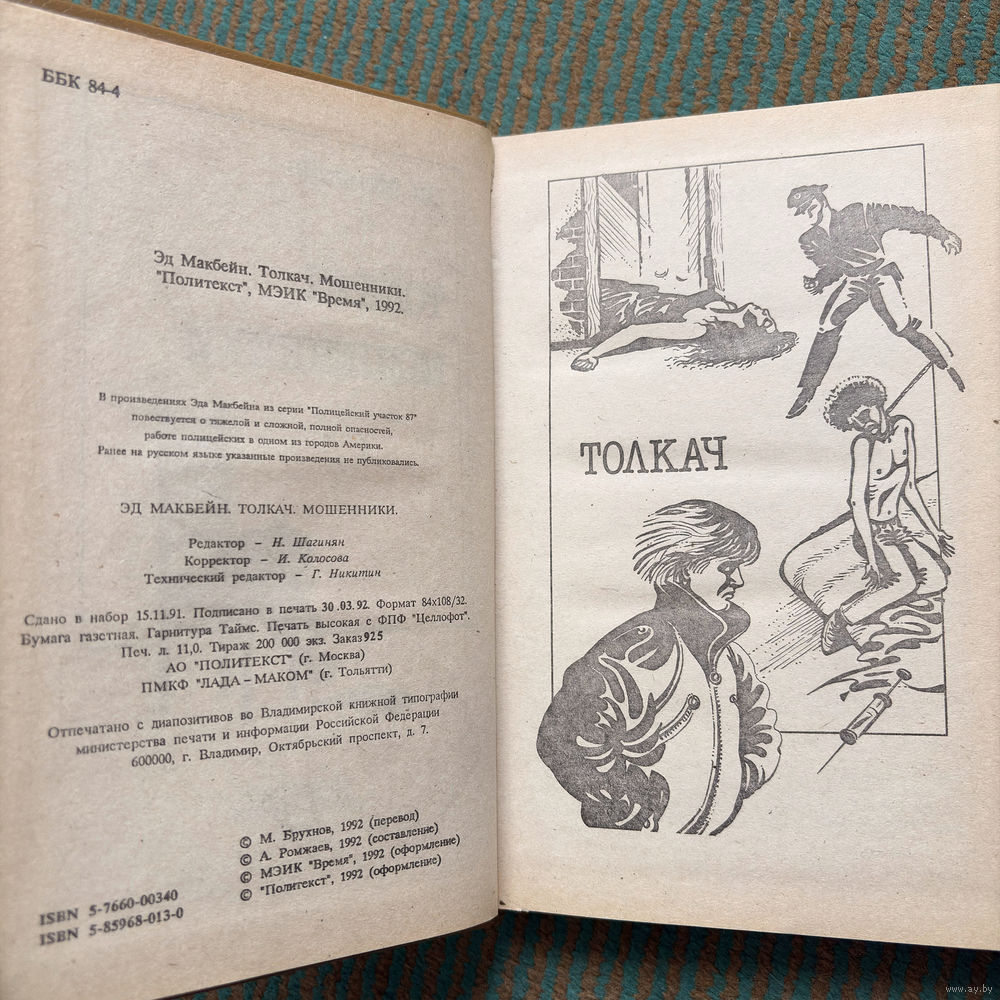 ББК 84-4
Эд Макбейн. Толкач. Мошенники.
"Политекст", МЭИК "Время", 1992.
В произведениях Эда Макбейна из серии "Полицейский участок 87"
повествуется о тяжелой и сложной, полной опасностей,
работе полицейских в одном из городов Америки.
Ранее на русском языке указанные произведения не публиковались.
ЭД МАКБЕЙН. ТОЛКАЧ. МОШЕННИКИ.
Редактор – Н. Шагинян
Корректор – И. Колосова
Технический редактор – Г. Никитин
Сдано в набор 15.11.91. Подписано в печать 30.03.92. Формат 84x108/32.
Бумага газетная. Гарнитура Таймс. Печать высокая с ФПФ "Целлофот".
Печ. л. 11,0. Тираж 200 000 экз. Заказ 925
АО "ПОЛИТЕКСТ" (г. Москва)
ПМКФ "ЛАДА – МАКОМ" (г. Тольятти)
Отпечатано с диапозитивов во Владимирской книжной типографии
министерства печати и информации Российской Федерации
600000, г. Владимир, Октябрьский проспект, д. 7.
© М. Брухнов, 1992 (перевод)
© А. Ромжаев, 1992 (составление)
© МЭИК "Время", 1992 (оформление)
© "Политекст", 1992 (оформление)
ISBN 5-7660-00340
ISBN 5-85968-013-0
ТОЛКАЧ
www.ay.by